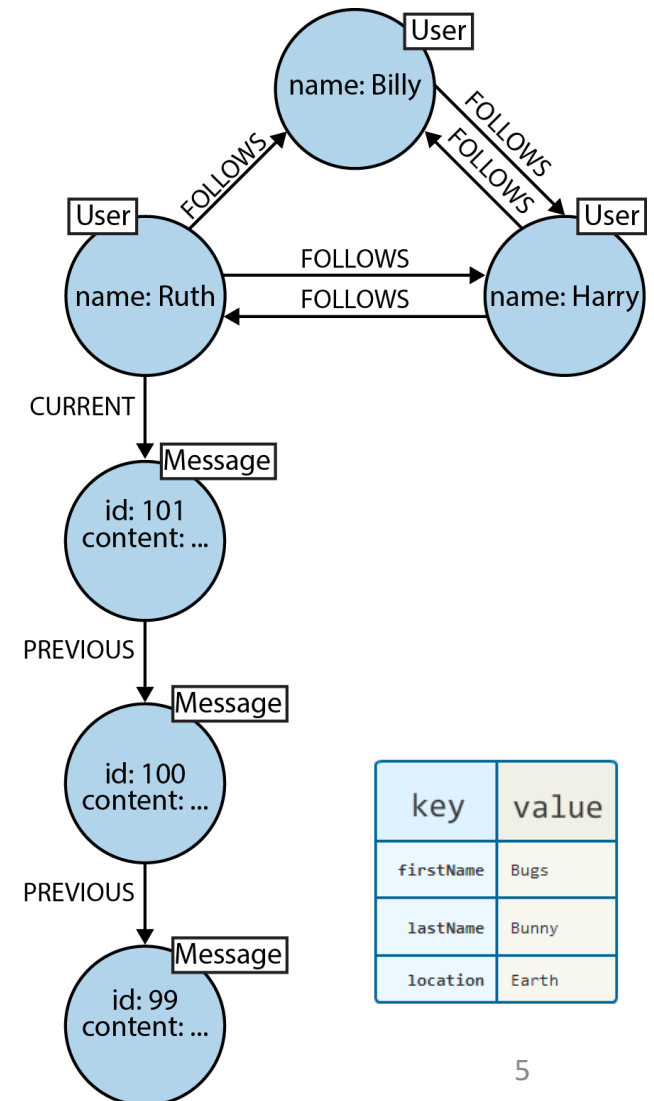 User
name: Billy
FOLLOWS
FOLLOWS
FOLLOWS
User
User
name: Ruth
FOLLOWS
FOLLOWS
name: Harry
CURRENT
Message
id: 101
content: ...
PREVIOUS
Message
id: 100
content: ...
key value
firstName Bugs
PREVIOUS
lastName Bunny
Message
location Earth
id: 99
content: ...
5